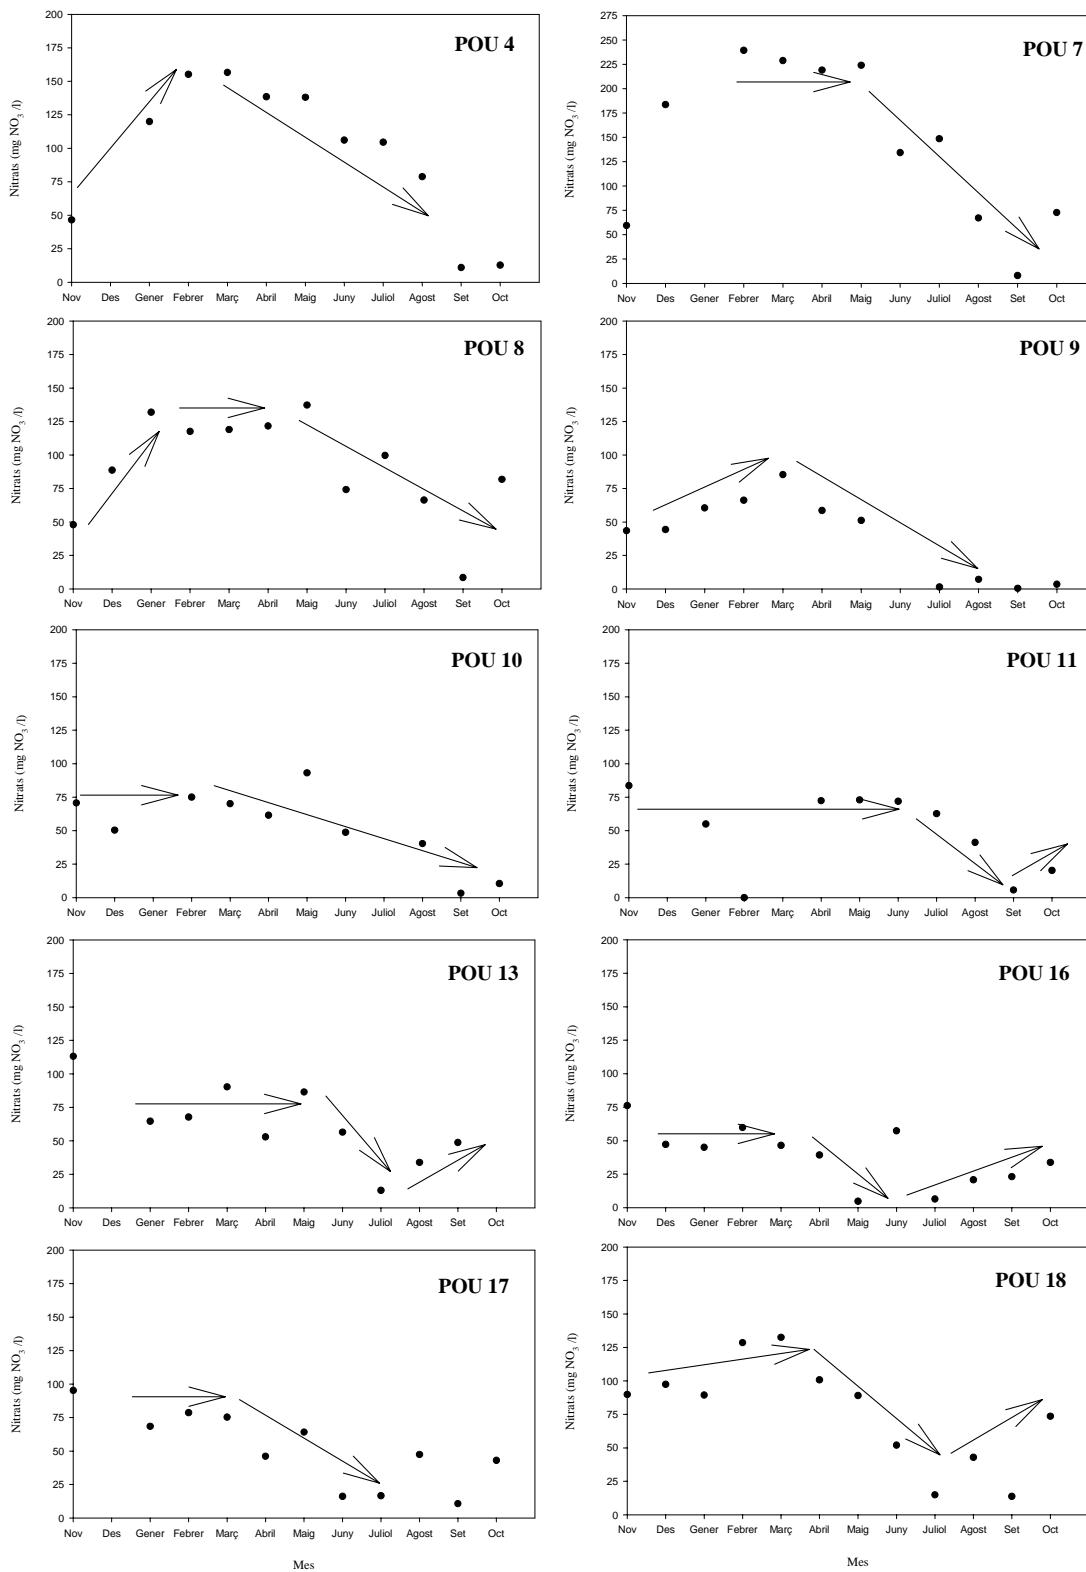 POU 4
Nitrats (mg NO3 /l)
200
175
150
125
100
75
50
25
0
Nov Des Gener Febrer Març Abril Maig Juny Juliol Agost Set Oct
POU 7
Nitrats (mg NO3 /l)
275
250
225
200
175
150
125
100
75
50
25
0
Nov Des Gener Febrer Març Abril Maig Juny Juliol Agost Set Oct
POU 8
Nitrats (mg NO3 /l)
200
175
150
125
100
75
50
25
0
Nov Des Gener Febrer Març Abril Maig Juny Juliol Agost Set Oct
POU 9
Nitrats (mg NO3 /l)
200
175
150
125
100
75
50
25
0
Nov Des Gener Febrer Març Abril Maig Juny Juliol Agost Set Oct
POU 10
Nitrats (mg NO3 /l)
200
175
150
125
100
75
50
25
0
Nov Des Gener Febrer Març Abril Maig Juny Juliol Agost Set Oct
POU 11
Nitrats (mg NO3 /l)
200
175
150
125
100
75
50
25
0
Nov Des Gener Febrer Març Abril Maig Juny Juliol Agost Set Oct
POU 13
Nitrats (mg NO3 /l)
200
175
150
125
100
75
50
25
0
Nov Des Gener Febrer Març Abril Maig Juny Juliol Agost Set Oct
POU 16
Nitrats (mg NO3 /l)
200
175
150
125
100
75
50
25
0
Nov Des Gener Febrer Març Abril Maig Juny Juliol Agost Set Oct
POU 17
Nitrats (mg NO3 /l)
200
175
150
125
100
75
50
25
0
Nov Des Gener Febrer Març Abril Maig Juny Juliol Agost Set Oct
Mes
POU 18
Nitrats (mg NO3 /l)
200
175
150
125
100
75
50
25
0
Nov Des Gener Febrer Març Abril Maig Juny Juliol Agost Set Oct
Mes